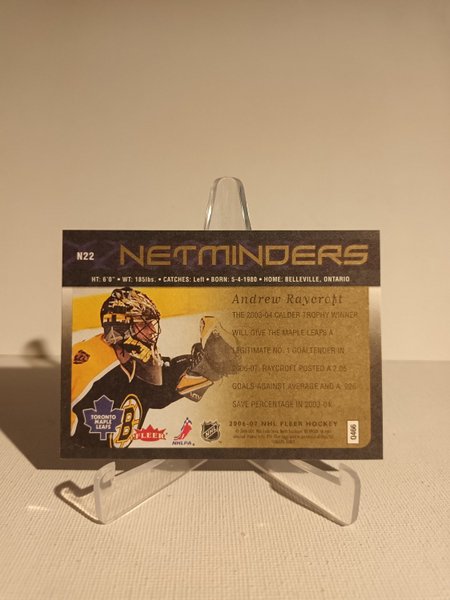 N22
NETMINDERS
HT: 6'0" • WT: 185lbs. • CATCHES: Left • BORN: 5-4-1980 • HOME: BELLEVILLE, ONTARIO
Andrew Raycroft
THE 2003-04 CALDER TROPHY WINNER
WILL GIVE THE MAPLE LEAFS A
LEGITIMATE NO. 1 GOALTENDER IN
2006-07. RAYCROFT POSTED A 2.05
GOALS-AGAINST AVERAGE AND A .926
SAVE PERCENTAGE IN 2003-04.
TORONTO
MAPLE
LEAFS
B
FLEER
NHLPA
NHL
2006-07 NHL FLEER HOCKEY
0466